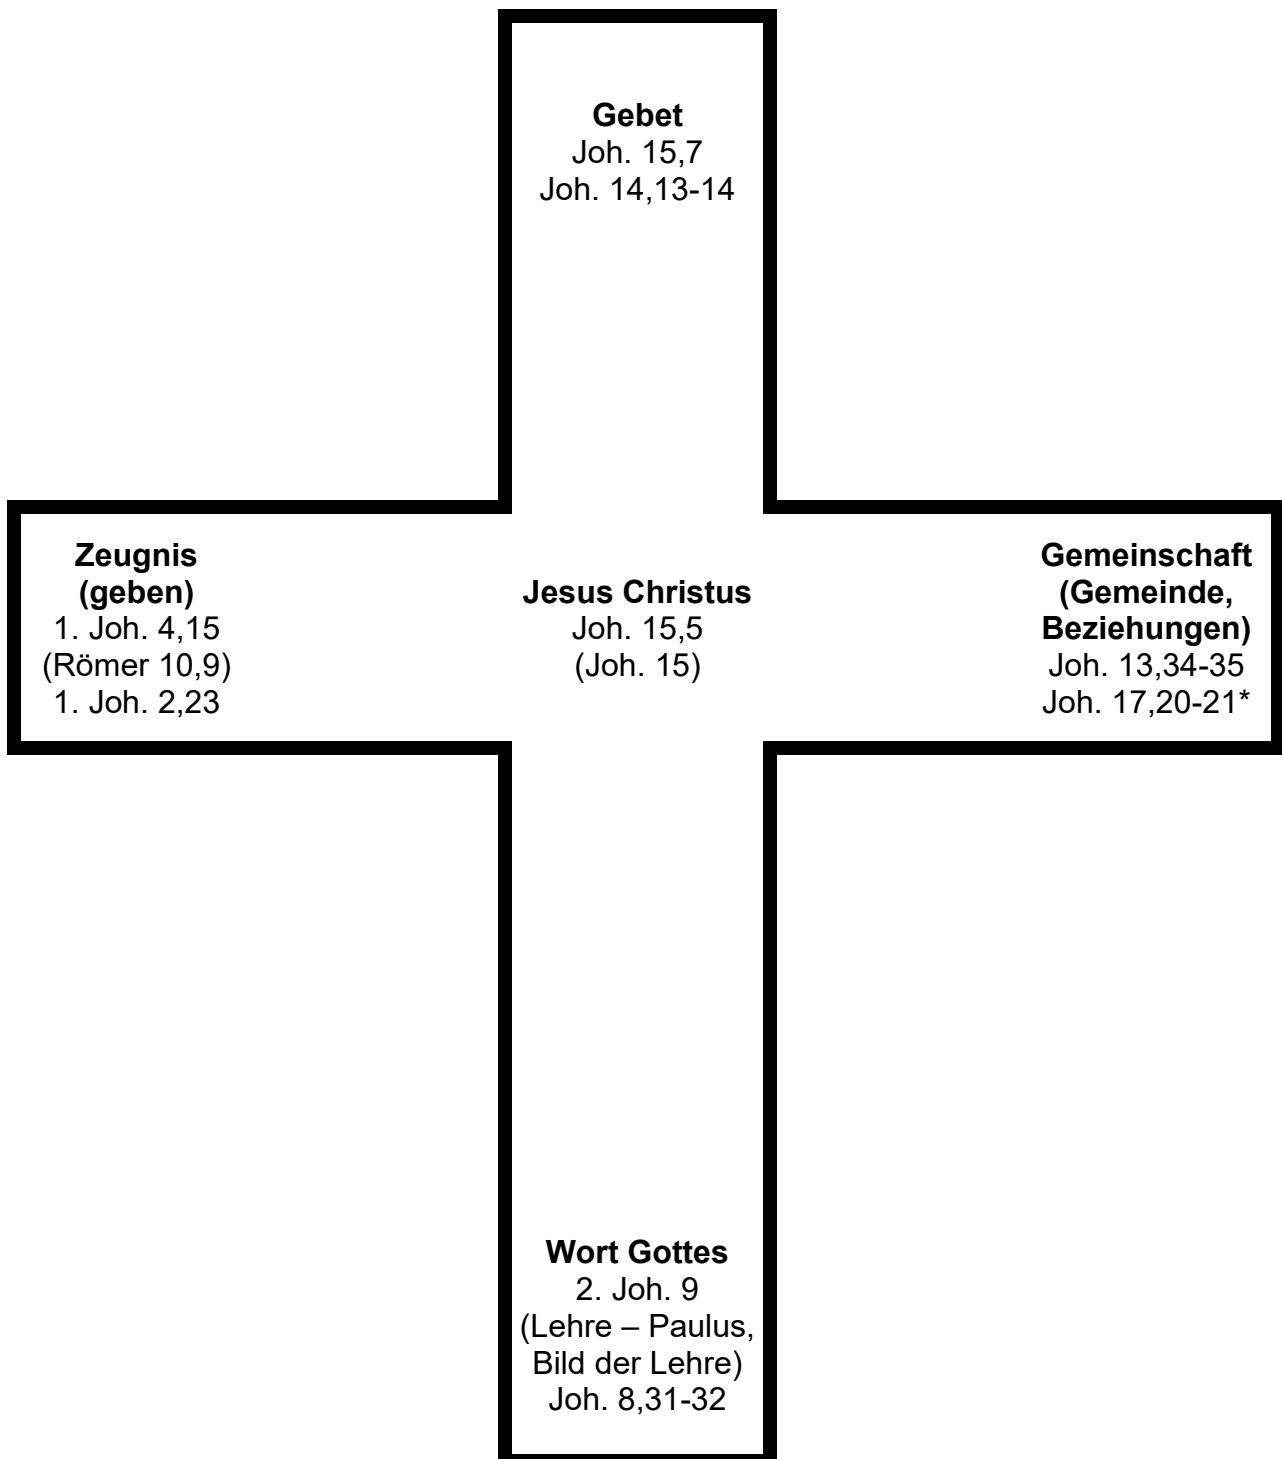 Gebet
Joh. 15,7
Joh. 14,13-14
Zeugnis
(geben)
1. Joh. 4,15
(Römer 10,9)
1. Joh. 2,23
Jesus Christus
Joh. 15,5
(Joh. 15)
Gemeinschaft
(Gemeinde,
Beziehungen)
Joh. 13,34-35
Joh. 17,20-21*
Wort Gottes
2. Joh. 9
(Lehre – Paulus,
Bild der Lehre)
Joh. 8,31-32